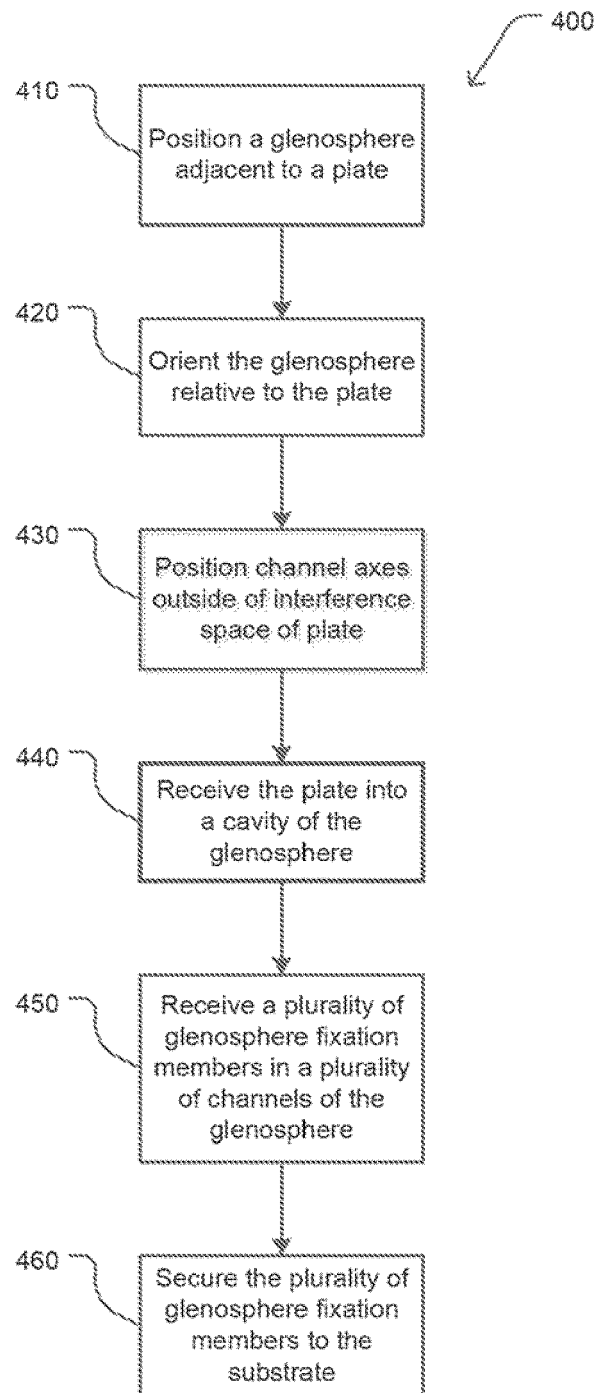 400
410
Position a glenosphere
adjacent to a plate
420
Orient the glenosphere
relative to the plate
430
Position channel axes
outside of interference
space of plate
440
Receive the plate into
a cavity of the
glenosphere
450
Receive a plurality of
glenosphere fixation
members in a plurality
of channels of the
glenosphere
460
Secure the plurality of
glenosphere fixation
members to the
substrate